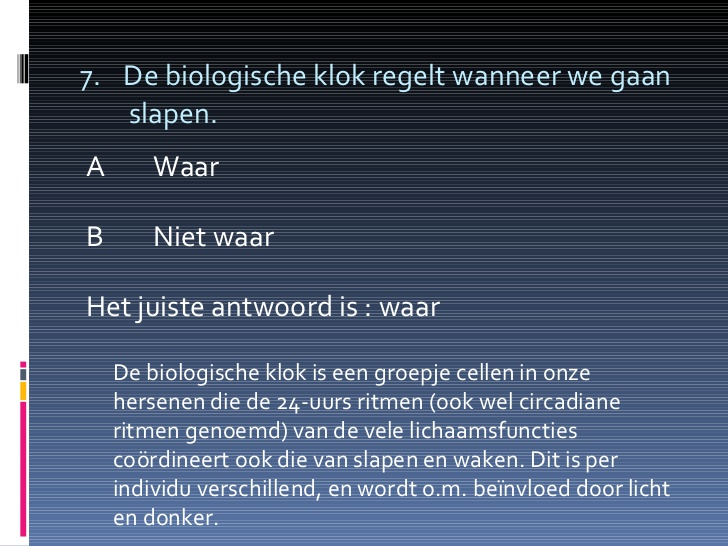 7. De biologische klok regelt wanneer we gaan
slapen.
A Waar
B Niet waar
Het juiste antwoord is : waar
De biologische klok is een groepje cellen in onze
hersenen die de 24-uurs ritmen (ook wel circadiane
ritmen genoemd) van de vele lichaamsfuncties
coördineert ook die van slapen en waken. Dit is per
individu verschillend, en wordt o.m. beïnvloed door licht
en donker.